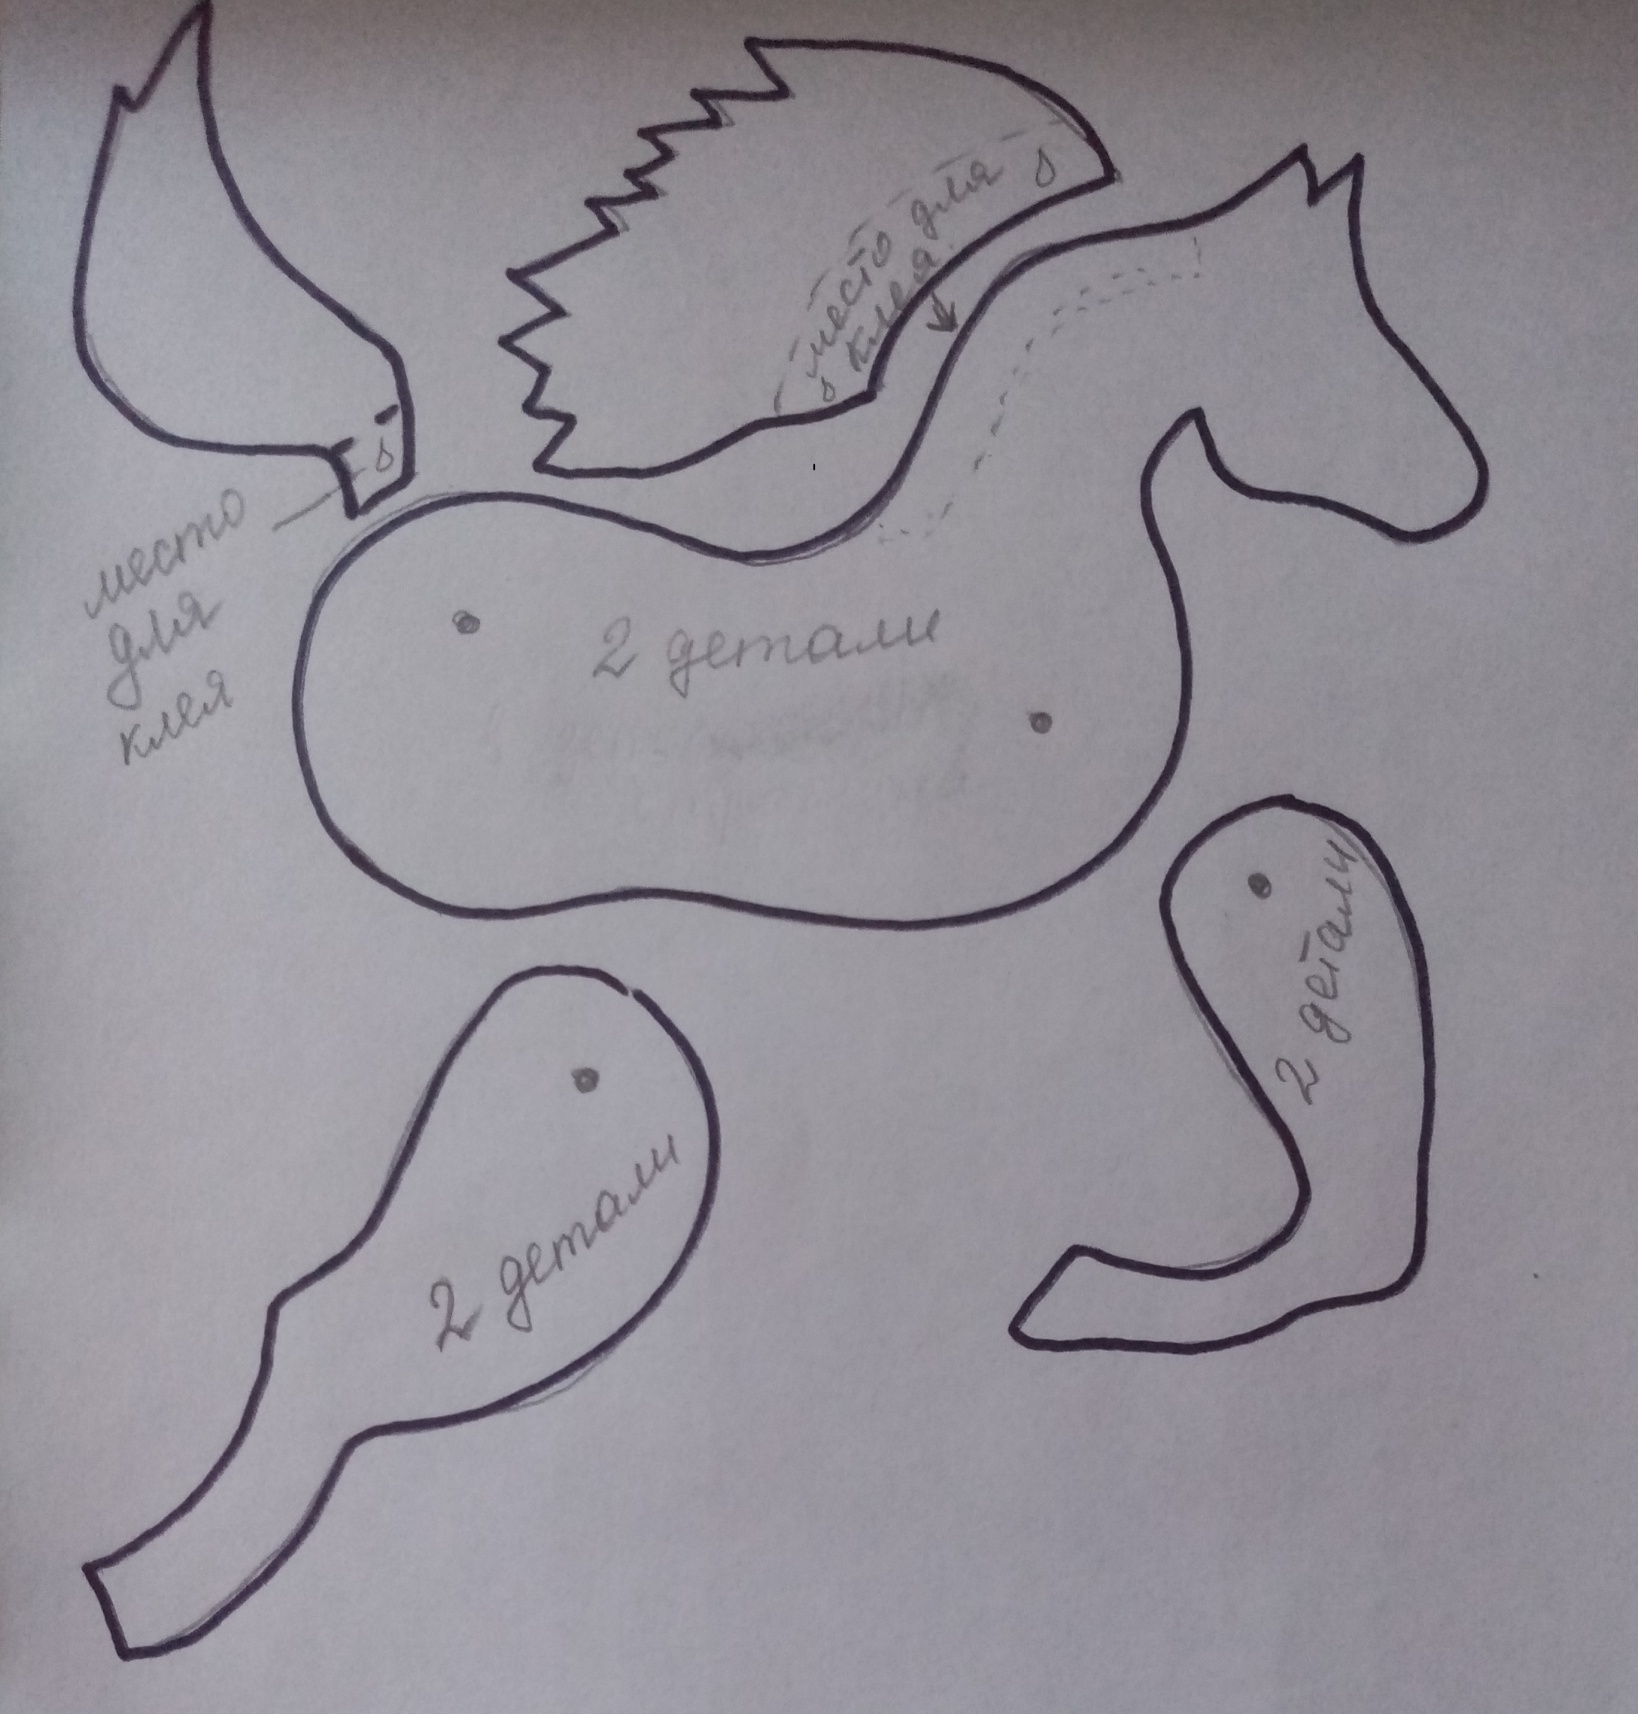 место для
клея
место
для
клея
2 детали
2 детали
2 детали